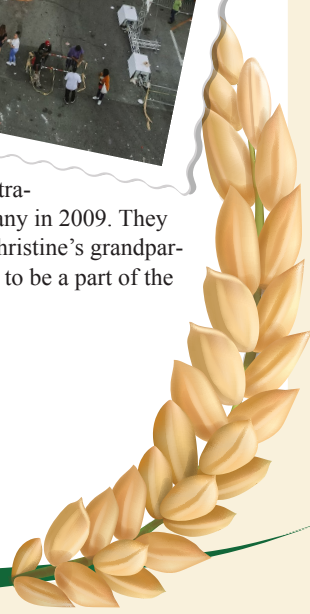 tra-
any in 2009. They
hristine’s grandpar-
to be a part of the